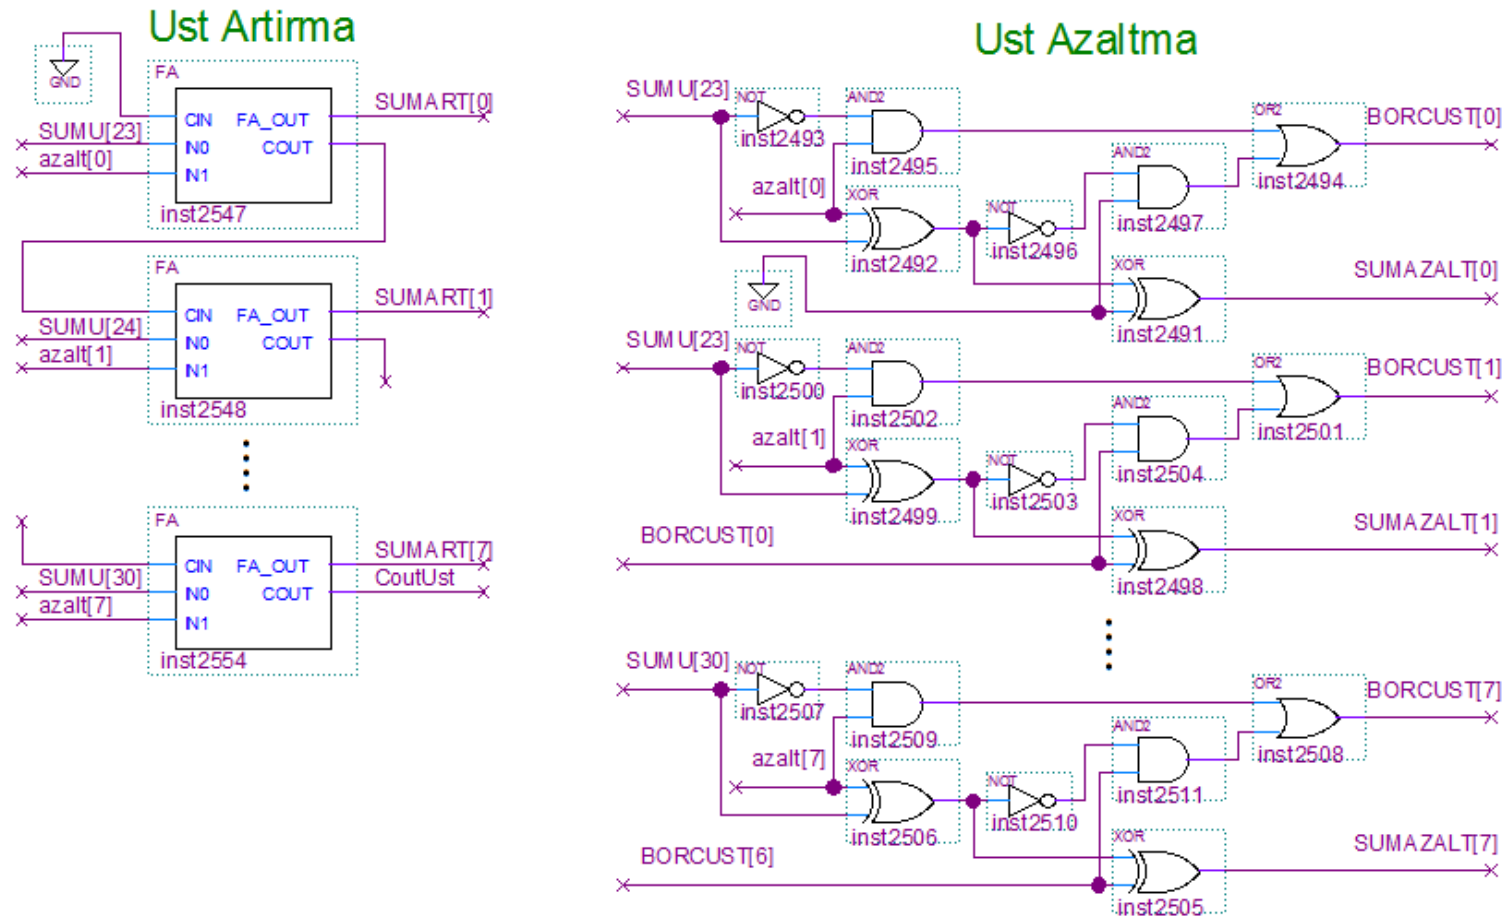 Ust Artirma
GND
FA
CIN FA_OUT
SUMART[0]
SUMU[23]
IN0 COUT
azalt[0]
IN1
inst2547
FA
CIN FA_OUT
SUMART[1]
SUMU[24]
IN0 COUT
azalt[1]
IN1
inst2548
FA
CIN FA_OUT
SUMART[7]
SUMU[30]
IN0 COUT
CoutUst
azalt[7]
IN1
inst2554
Ust Azaltma
SUMU[23]
NOT
inst2493
AND2
inst2495
OR2
inst2494
BORCUST[0]
azalt[0]
XOR
inst2492
NOT
inst2496
AND2
inst2497
GND
XOR
inst2491
SUMAZALT[0]
SUMU[23]
NOT
inst2500
AND2
inst2502
OR2
inst2501
BORCUST[1]
azalt[1]
XOR
inst2499
NOT
inst2503
AND2
inst2504
BORCUST[0]
XOR
inst2498
SUMAZALT[1]
SUMU[30]
NOT
inst2507
AND2
inst2509
OR2
inst2508
BORCUST[7]
azalt[7]
XOR
inst2506
NOT
inst2510
AND2
inst2511
BORCUST[6]
XOR
inst2505
SUMAZALT[7]